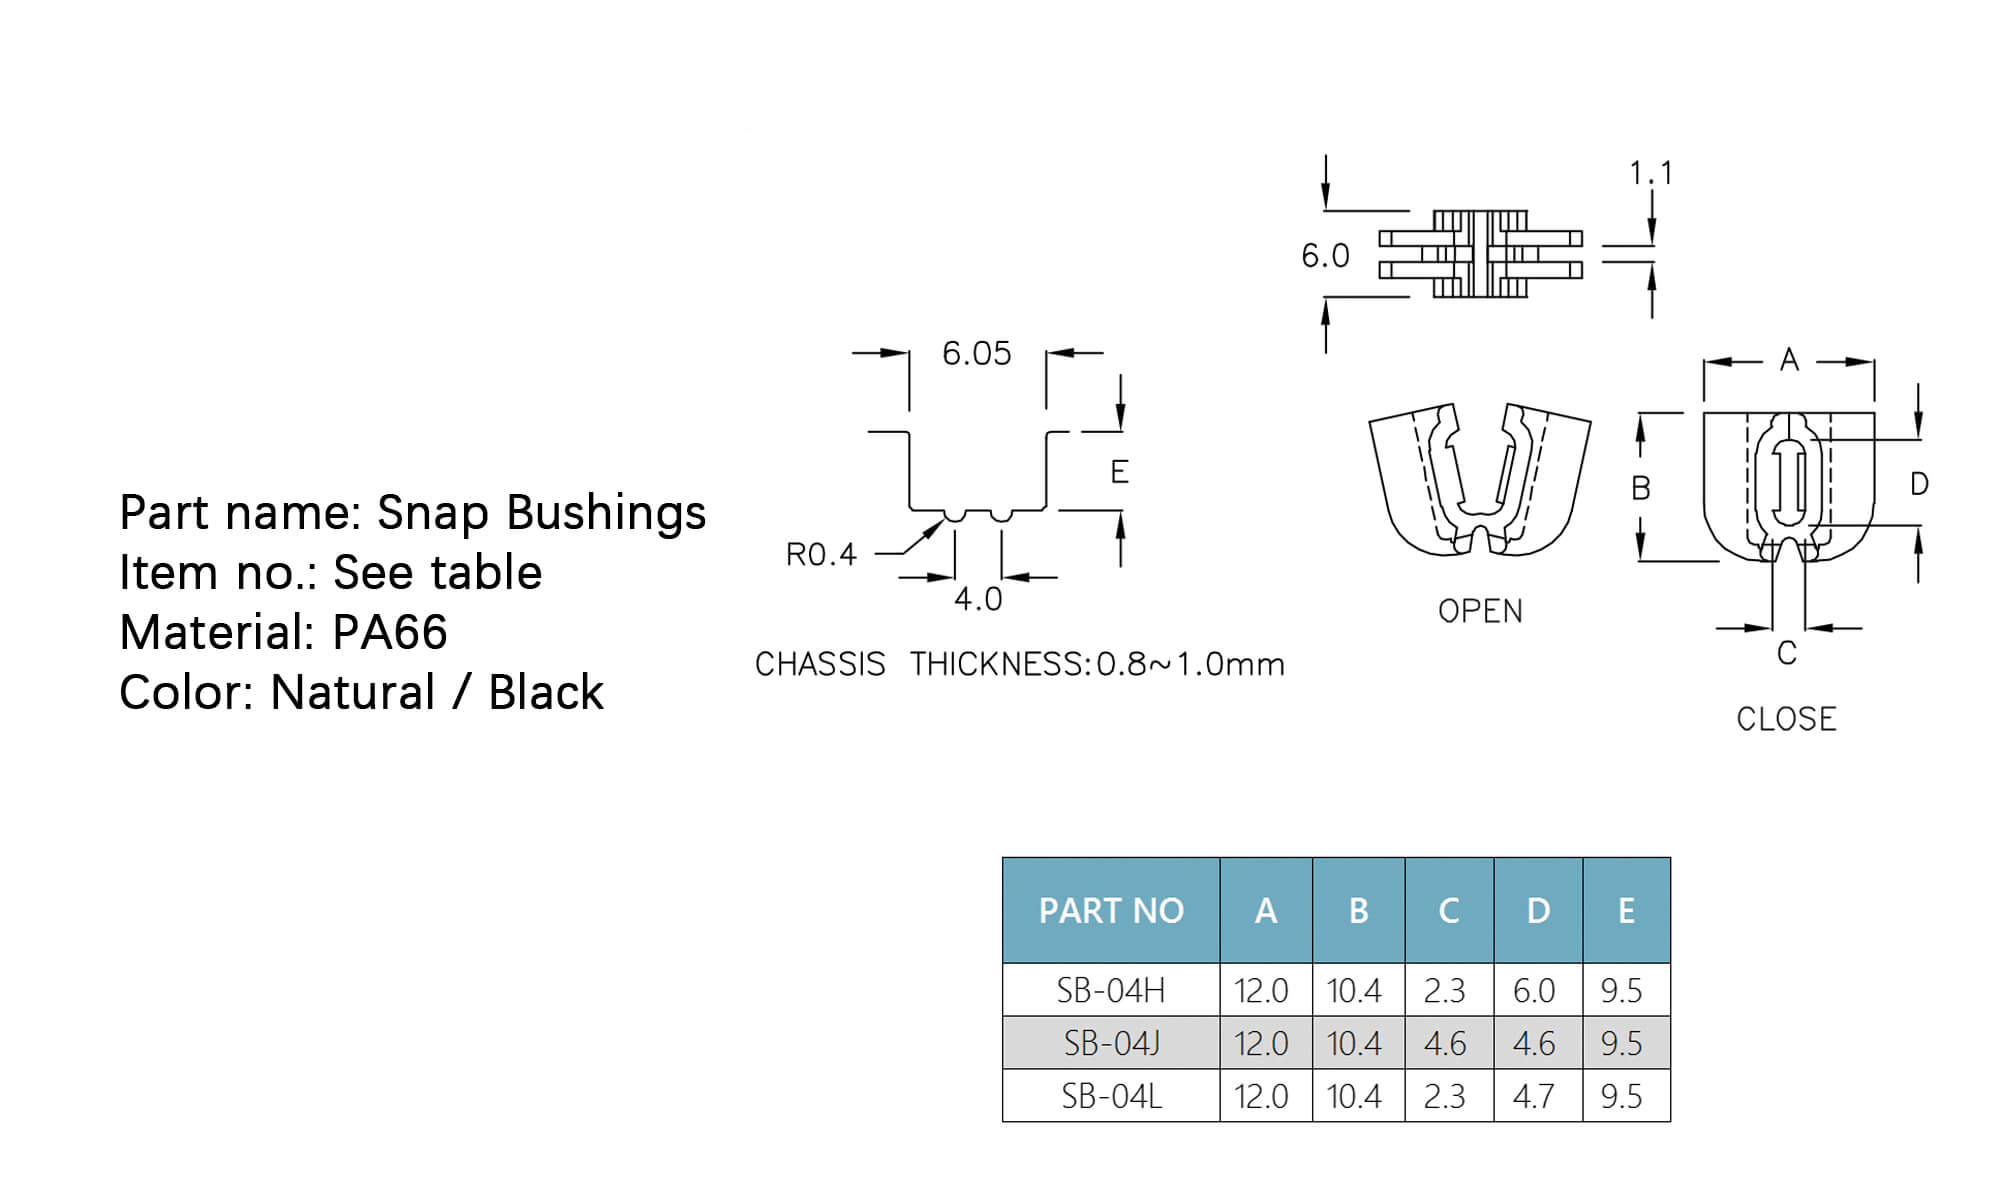 Part name: Snap Bushings
Item no.: See table
Material: PA66
Color: Natural / Black
6.05
E
R0.4
4.0
CHASSIS THICKNESS:0.8~1.0mm
1.1
6.0
OPEN
A
B
D
C
CLOSE
PART NO A B C D E
SB-04H 12.0 10.4 2.3 6.0 9.5
SB-04J 12.0 10.4 4.6 4.6 9.5
SB-04L 12.0 10.4 2.3 4.7 9.5